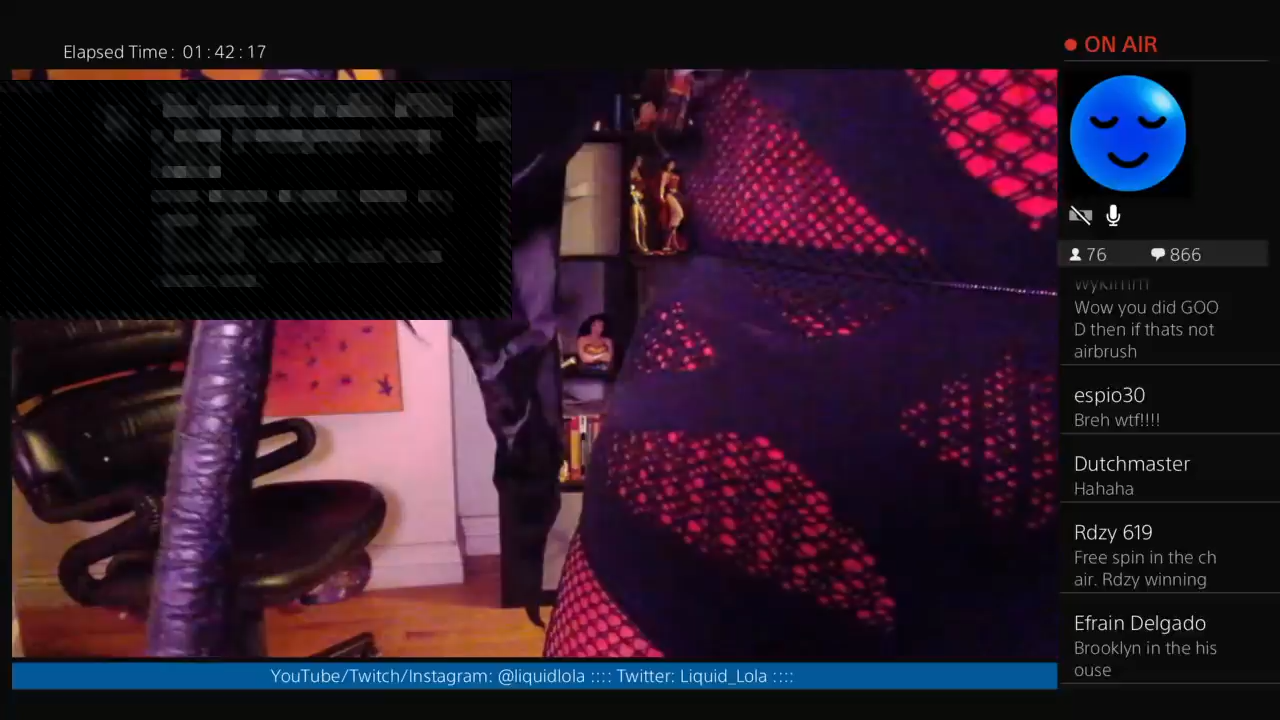 Elapsed Time: 01:42:17
ON AIR
76 866
Wykimm
Wow you did GOO
D then if thats not
airbrush
espio30
Breh wtf!!!!
Dutchmaster
Hahaha
Rdzy 619
Free spin in the ch
air. Rdzy winning
Efrain Delgado
Brooklyn in the his
ouse
YouTube/Twitch/Instagram: @liquidlola :::: Twitter: Liquid_Lola ::::